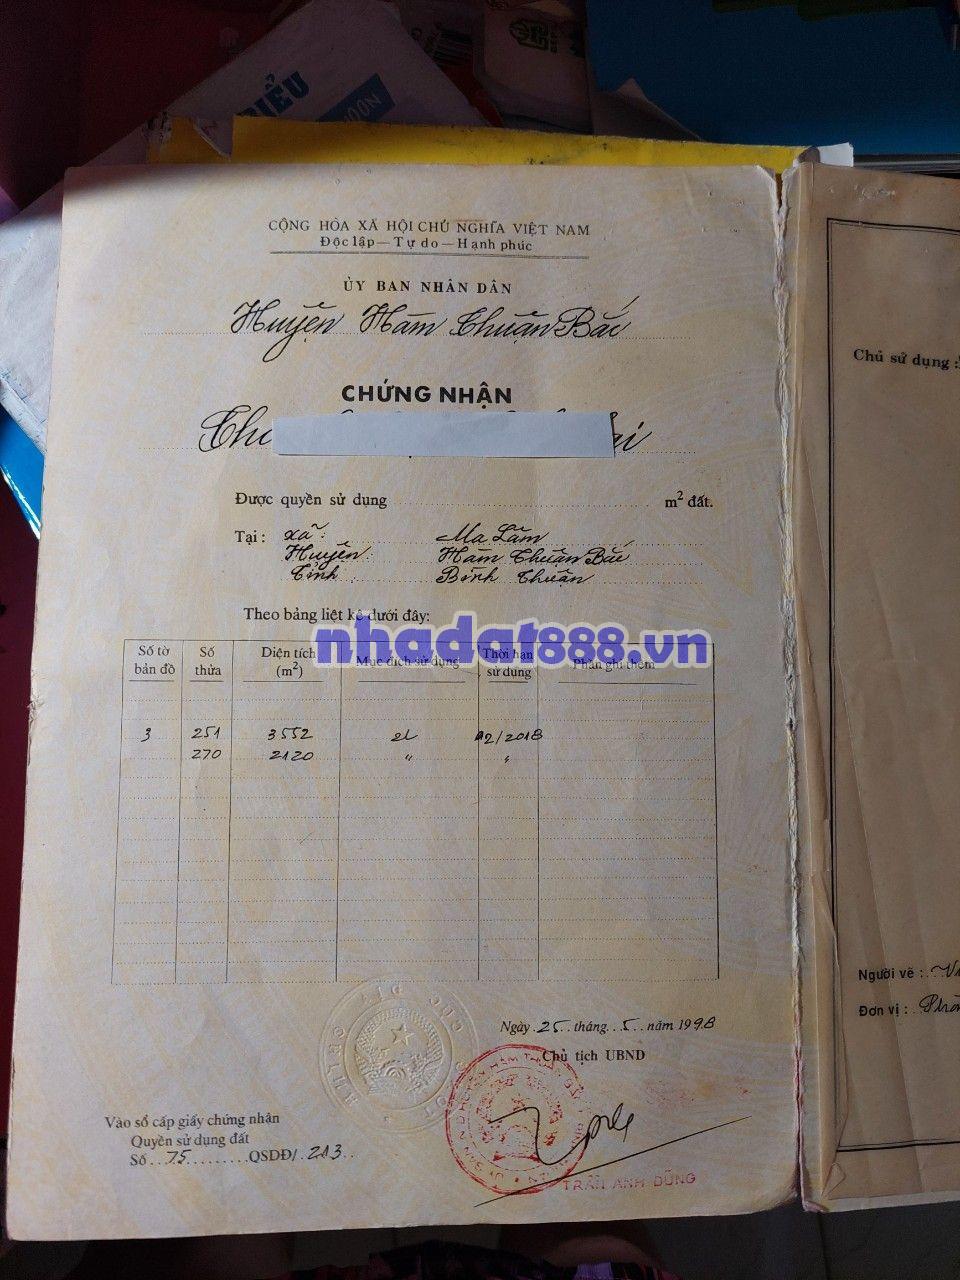 IỂU
CỘNG HÒA XÃ HỘI CHỦ NGHĨA VIỆT NAM
Độc lập — Tự do — Hạnh phúc
ỦY BAN NHÂN DÂN
Huyện Hàm Thuận Bắc
CHỨNG NHẬN
Được quyền sử dụng m² đất.
Tại : Xã : Ma Lâm
Huyện : Hàm Thuận Bắc
Tỉnh : Bình Thuận
Theo bảng liệt kê dưới đây:
nhadat888.vn
Số tờ bản đồ Số thửa Diện tích (m²) Mục đích sử dụng Thời hạn sử dụng Phần ghi thêm
3 251 3552 2L 12/2018
270 2120 " "
Ngày 25 tháng 5 năm 1998
Chủ tịch UBND
TRẦN ANH DŨNG
Vào sổ cấp giấy chứng nhận
Quyền sử dụng đất
Số 75 QSDĐ/ 213
Chủ sử dụng :
Người vẽ :
Đơn vị :